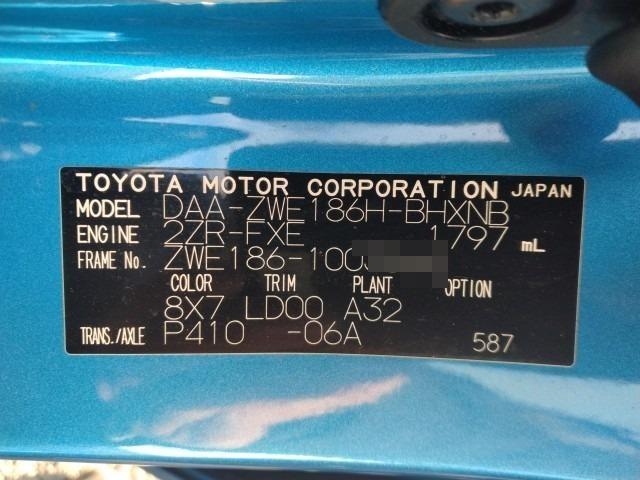 TOYOTA MOTOR CORPORATION JAPAN
MODEL DAA-ZWE186H-BHXNB
ENGINE 2ZR-FXE 1797 mL
FRAME No. ZWE186-100
COLOR TRIM PLANT OPTION
8X7 LD00 A32
TRANS./AXLE P410 -06A 587